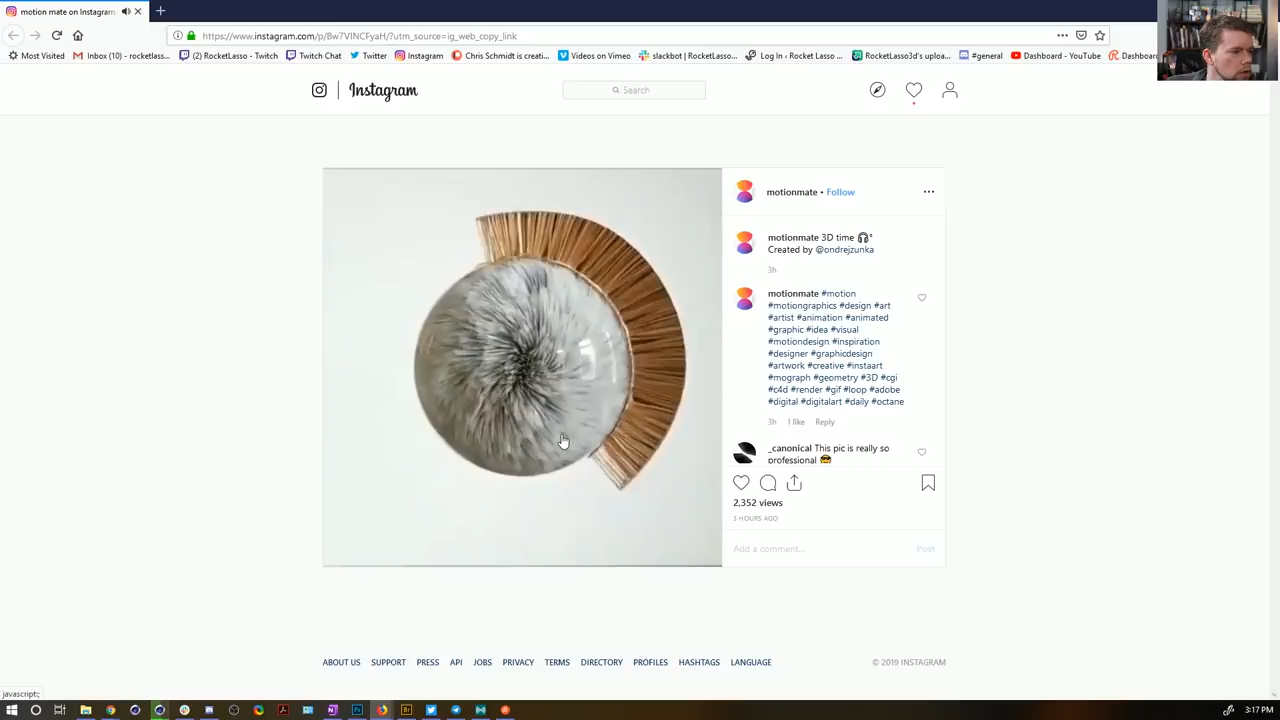 motion mate on Instagram
https://www.instagram.com/p/Bw7VINCFyaH/?utm_source=ig_web_copy_link
Most Visited
inbox (10) - rocketlass...
RocketLasso - Twitch
Twitch Chat
Twitter
Instagram
Chris Schmidt is creati...
Videos on Vimeo
slackbot | RocketLasso...
Log In ‹ Rocket Lasso ...
RocketLasso3d's uploa...
#general
Dashboard - YouTube
Dashboard
Instagram
Search
motionmate • Follow
motionmate 3D time
Created by @ondrejzunka
3h
motionmate #motion
#motiongraphics #design #art
#artist #animation #animated
#graphic #idea #visual
#motiondesign #inspiration
#designer #graphicdesign
#artwork #creative #instaart
#mograph #geometry #3D #cgi
#c4d #render #gif #loop #adobe
#digital #digitalart #daily #octane
3h 1 like Reply
_canonical This pic is really so
professional
2,352 views
3 HOURS AGO
Add a comment... Post
ABOUT US SUPPORT PRESS API JOBS PRIVACY TERMS DIRECTORY PROFILES HASHTAGS LANGUAGE © 2019 INSTAGRAM
javascript:;
3:17 PM